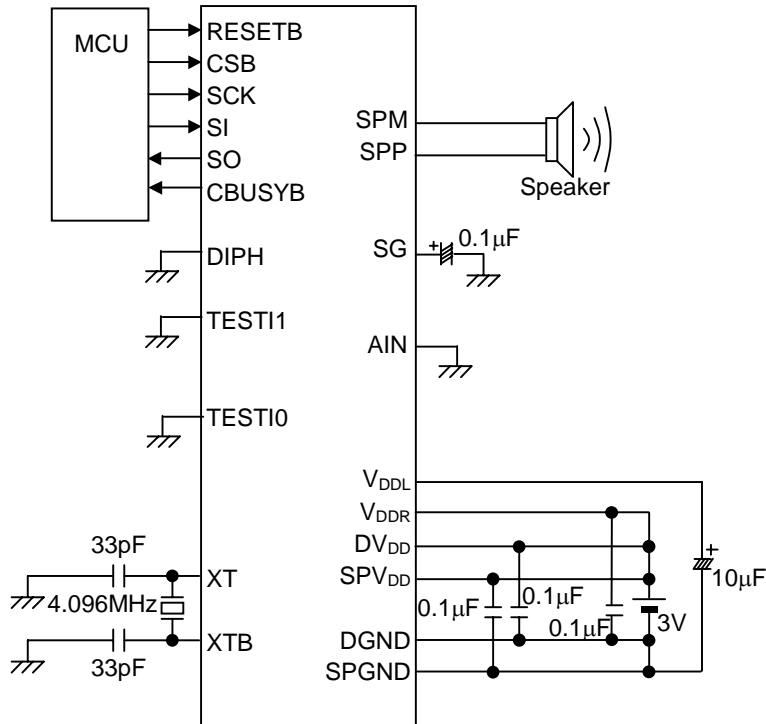 MCU
RESETB
CSB
SCK
SI
SO
CBUSYB
DIPH
TESTI1
TESTI0
33pF
XT
4.096MHz
XTB
33pF
SPM
SPP
Speaker
SG
+
0.1μF
AIN
VDDL
VDDR
DVDD
SPVDD
DGND
SPGND
0.1μF
0.1μF
0.1μF
3V
+
10μF